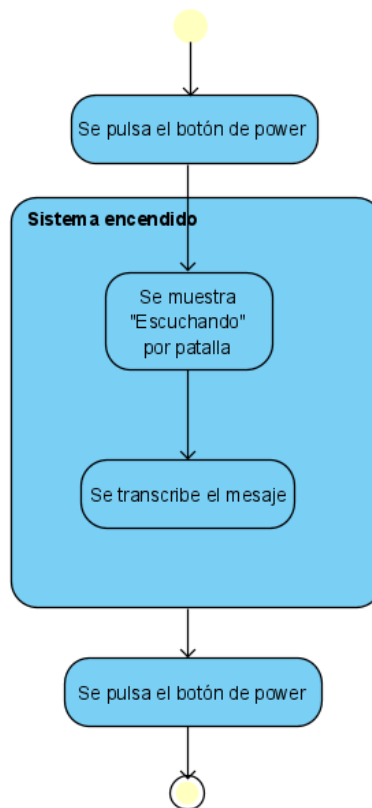 Se pulsa el botón de power
Sistema encendido
Se muestra
"Escuchando"
por patalla
Se transcribe el mesaje
Se pulsa el botón de power